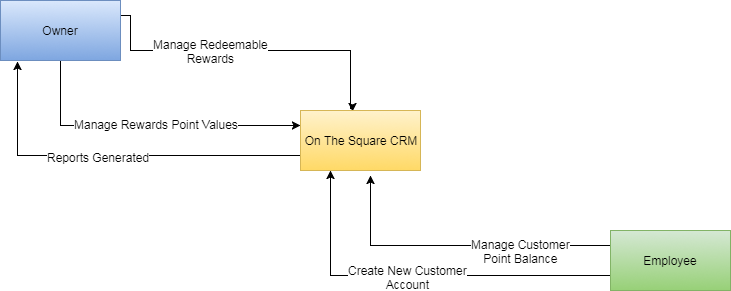 Owner
Manage Redeemable
Rewards
Manage Rewards Point Values
On The Square CRM
Reports Generated
Manage Customer
Point Balance
Employee
Create New Customer
Account